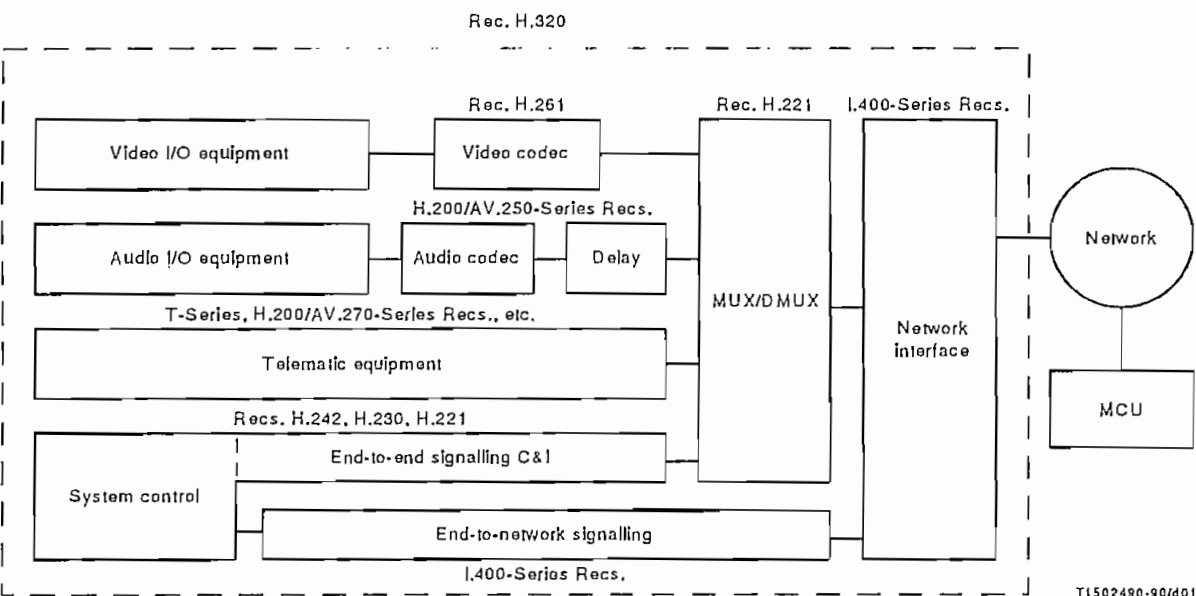 Rec. H.320
Rec. H.261
Rec. H.221
I.400-Series Recs.
Video I/O equipment
Video codec
H.200/AV.250-Series Recs.
Audio I/O equipment
Audio codec
Delay
MUX/DMUX
Network
interface
Network
T-Series, H.200/AV.270-Series Recs., etc.
Telematic equipment
MCU
Recs. H.242, H.230, H.221
End-to-end signalling C&I
System control
End-to-network signalling
I.400-Series Recs.
T1502490-90/d01